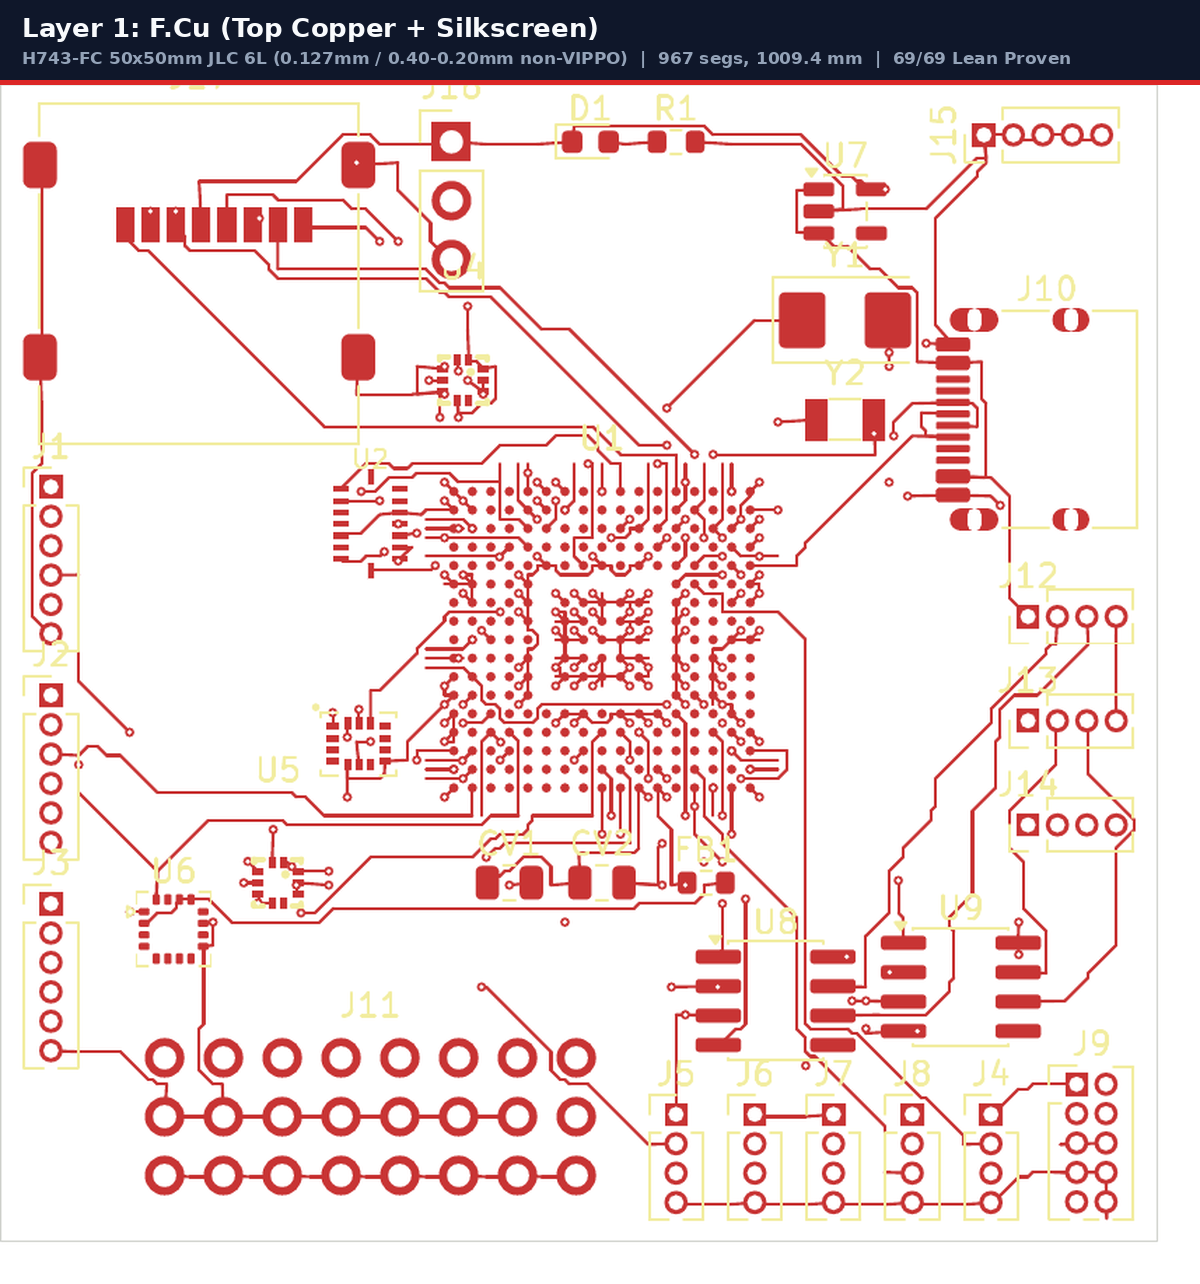 Layer 1: F.Cu (Top Copper + Silkscreen)
H743-FC 50x50mm JLC 6L (0.127mm / 0.40-0.20mm non-VIPPO) | 967 segs, 1009.4 mm | 69/69 Lean Proven
J16
D1
R1
J15
U7
Y1
U4
J10
Y2
J1
U2
U1
J12
J2
J13
U5
J14
CV1
CV2
FB1
J3
U6
U8
U9
J11
J9
J5
J6
J7
J8
J4